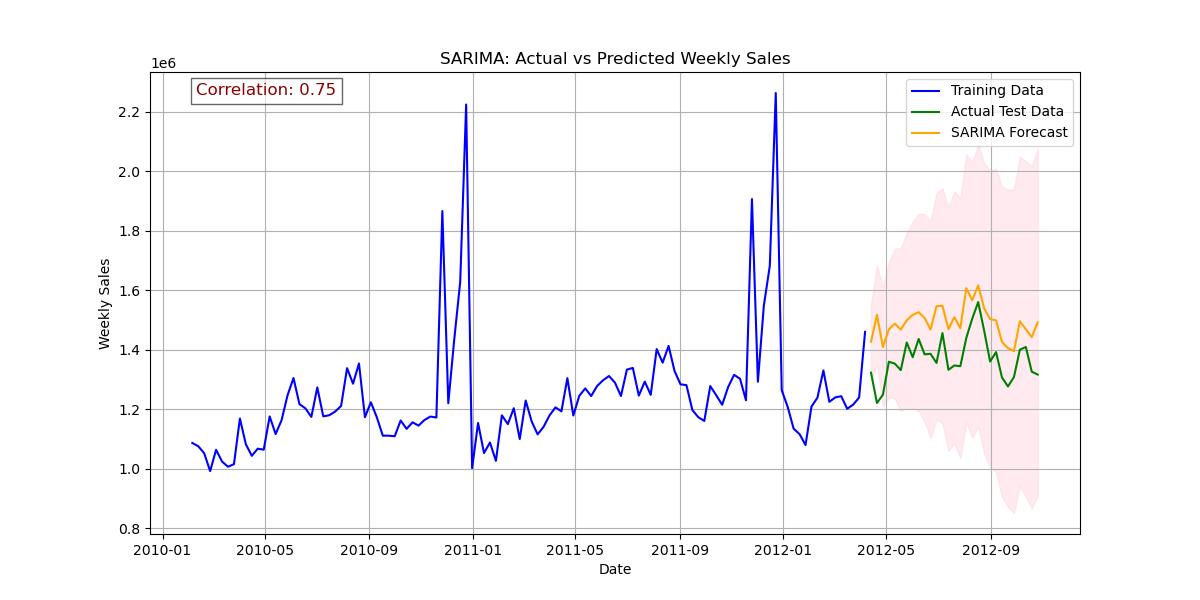 SARIMA: Actual vs Predicted Weekly Sales
1e6
Correlation: 0.75
Training Data
Actual Test Data
SARIMA Forecast
2.2
2.0
1.8
1.6
1.4
1.2
1.0
0.8
Weekly Sales
2010-01 2010-05 2010-09 2011-01 2011-05 2011-09 2012-01 2012-05 2012-09
Date